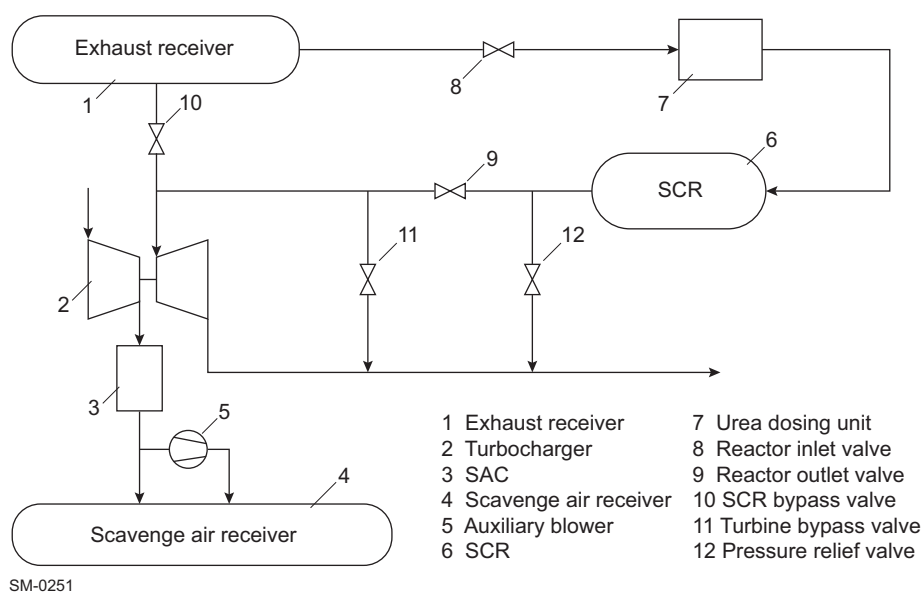 Exhaust receiver
1
10
8
7
6
SCR
9
11
12
2
3
5
4
Scavenge air receiver
1 Exhaust receiver
2 Turbocharger
3 SAC
4 Scavenge air receiver
5 Auxiliary blower
6 SCR
7 Urea dosing unit
8 Reactor inlet valve
9 Reactor outlet valve
10 SCR bypass valve
11 Turbine bypass valve
12 Pressure relief valve
SM-0251